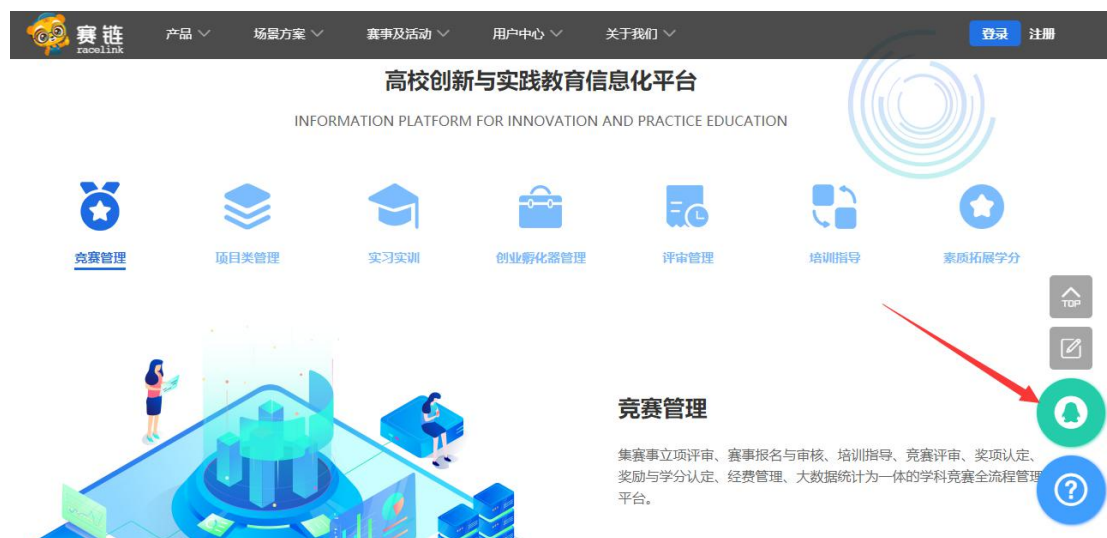 赛链
racelink
产品
场景方案
赛事及活动
用户中心
关于我们
登录
注册
高校创新与实践教育信息化平台
INFORMATION PLATFORM FOR INNOVATION AND PRACTICE EDUCATION
竞赛管理
项目类管理
实习实训
创业孵化器管理
评审管理
培训指导
素质拓展学分
TOP
竞赛管理
集赛事立项评审、赛事报名与审核、培训指导、竞赛评审、奖项认定、
奖励与学分认定、经费管理、大数据统计为一体的学科竞赛全流程管理
平台。